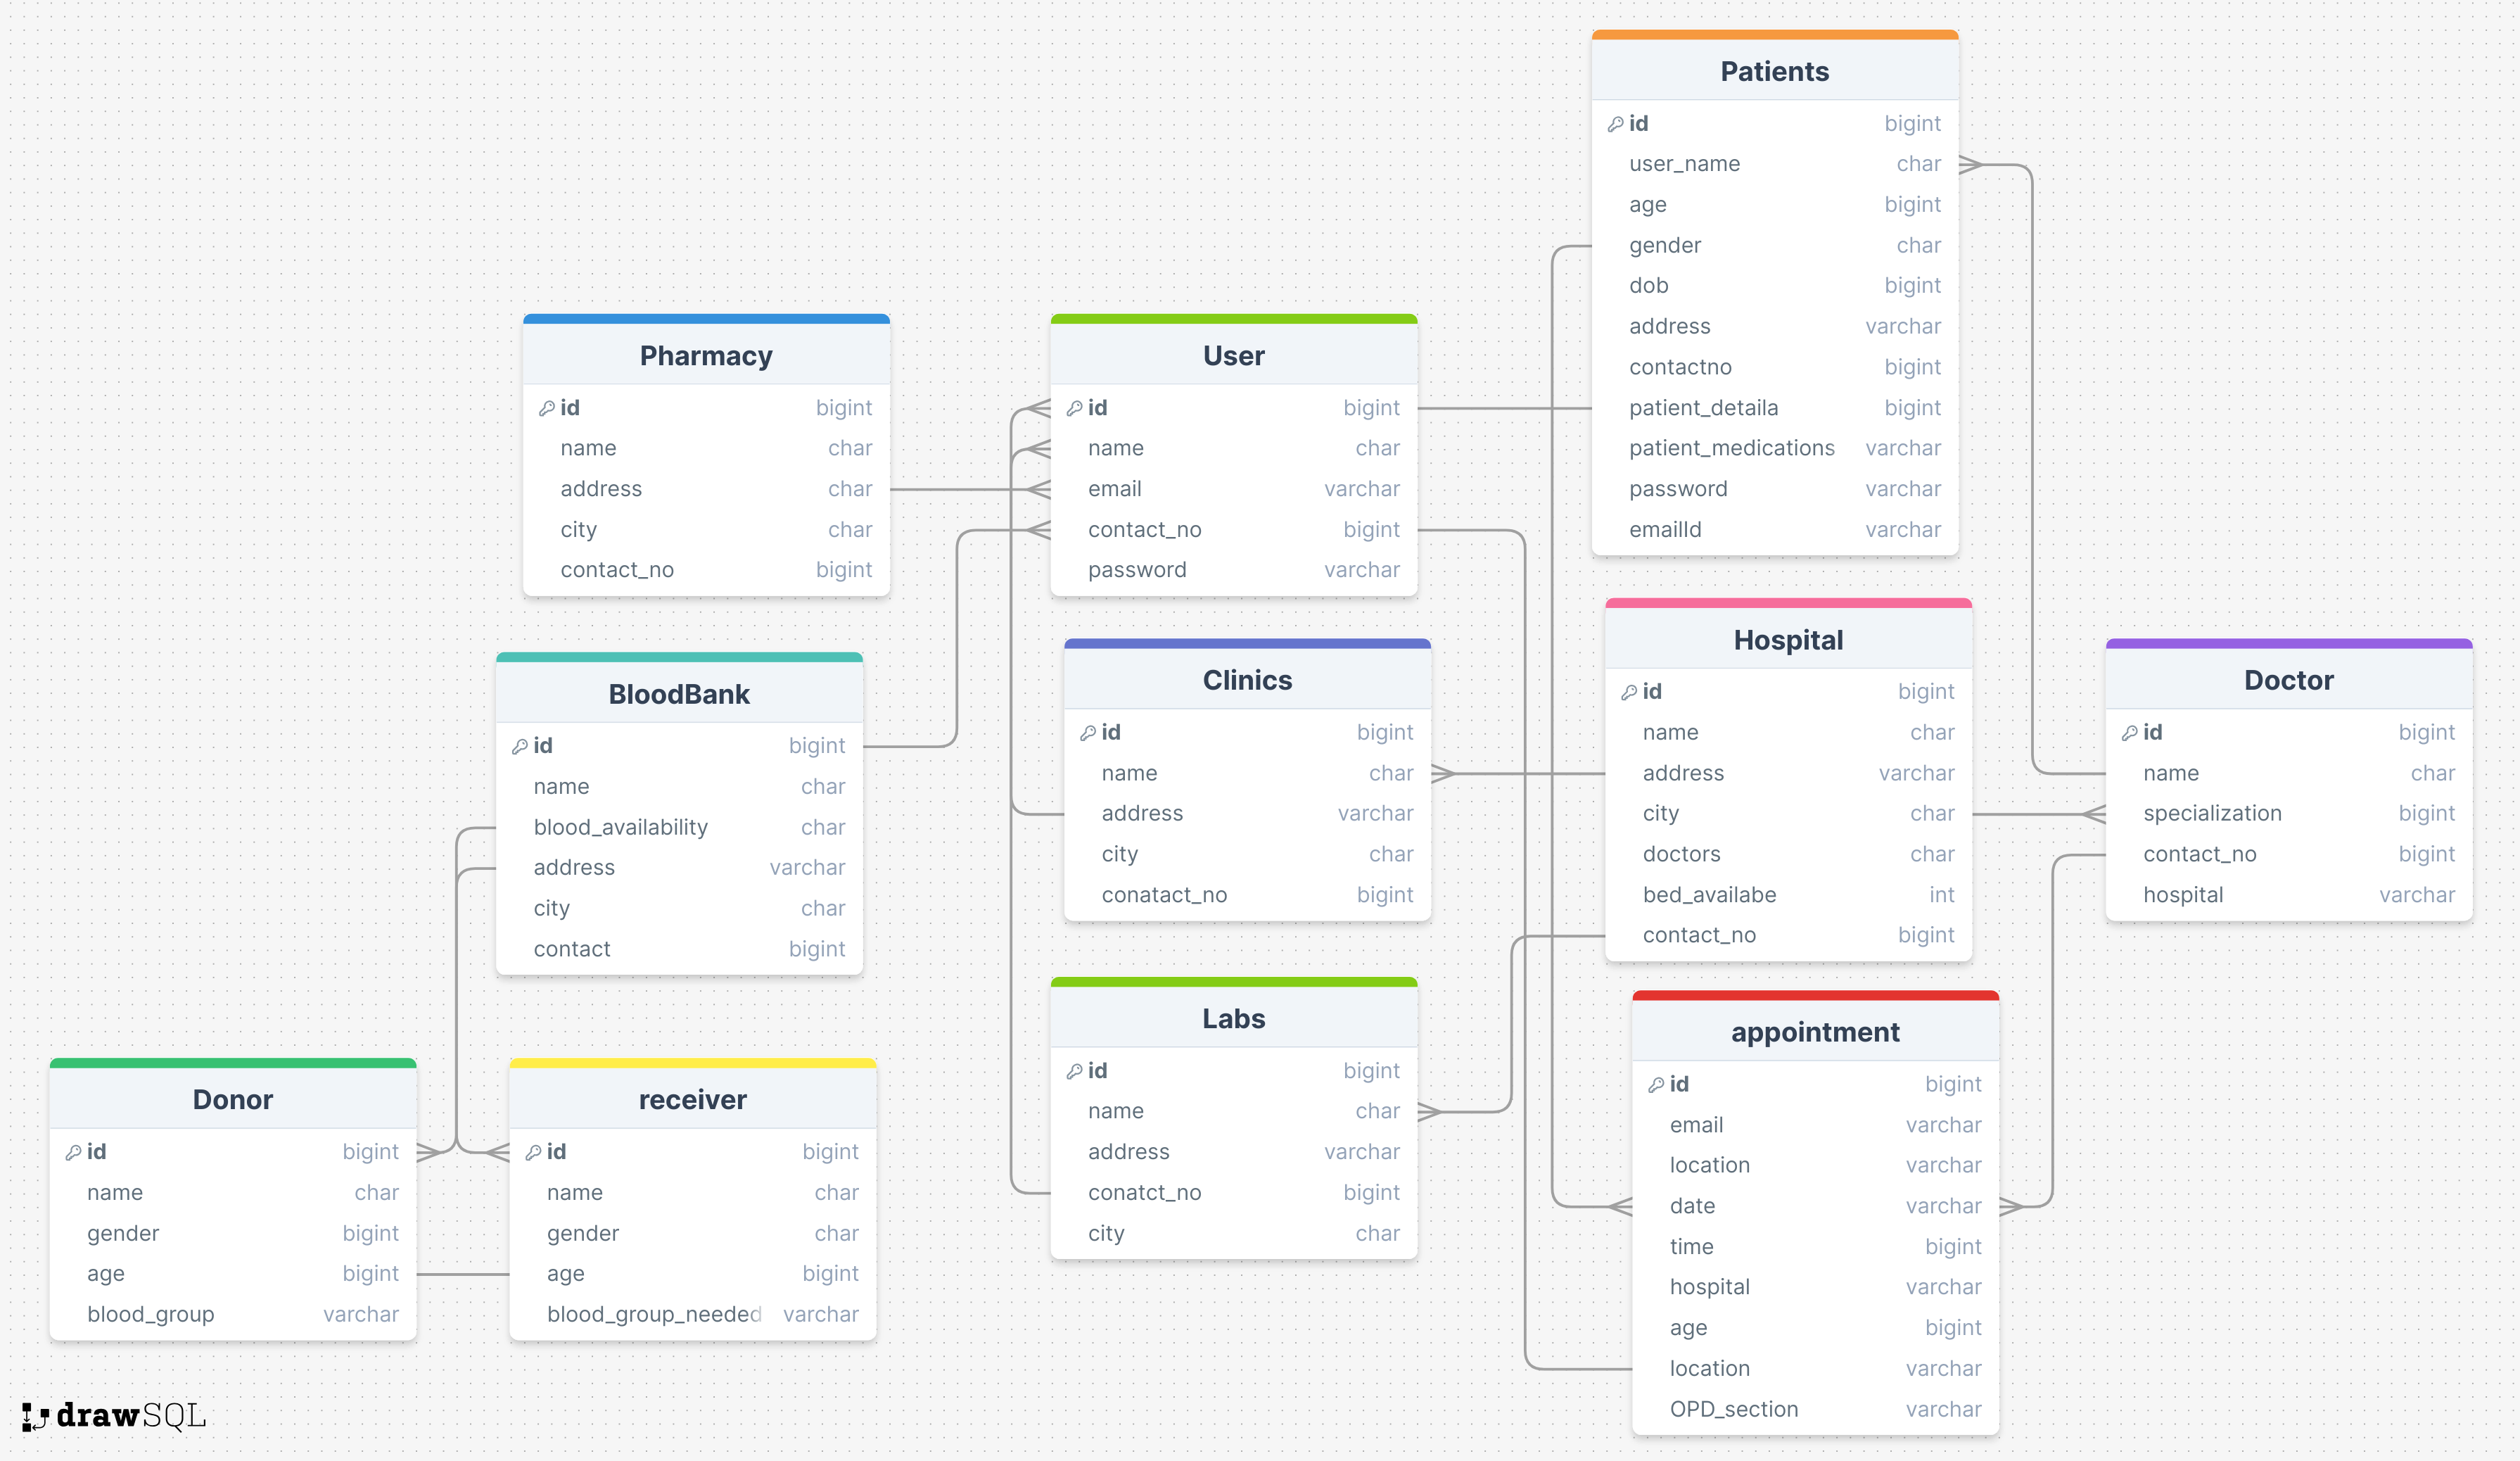 Patients
id bigint
user_name char
age bigint
gender char
dob bigint
address varchar
contactno bigint
patient_detaila bigint
patient_medications varchar
password varchar
emailId varchar
Pharmacy
id bigint
name char
address char
city char
contact_no bigint
User
id bigint
name char
email varchar
contact_no bigint
password varchar
Hospital
id bigint
name char
address varchar
city char
doctors char
bed_availabe int
contact_no bigint
Doctor
id bigint
name char
specialization bigint
contact_no bigint
hospital varchar
Clinics
id bigint
name char
address varchar
city char
conatact_no bigint
BloodBank
id bigint
name char
blood_availability char
address varchar
city char
contact bigint
Labs
id bigint
name char
address varchar
conatct_no bigint
city char
appointment
id bigint
email varchar
location varchar
date varchar
time bigint
hospital varchar
age bigint
location varchar
OPD_section varchar
Donor
id bigint
name char
gender bigint
age bigint
blood_group varchar
receiver
id bigint
name char
gender char
age bigint
blood_group_needed varchar
drawSQL